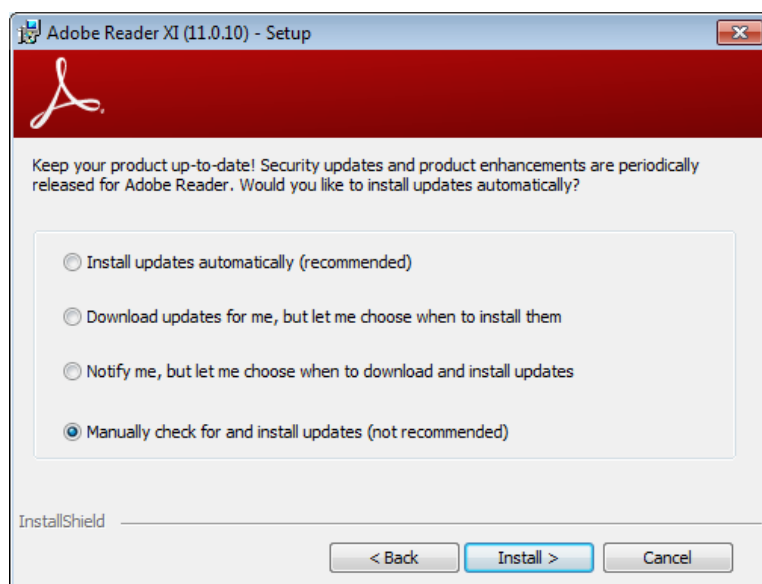 Adobe Reader XI (11.0.10) - Setup
Keep your product up-to-date! Security updates and product enhancements are periodically
released for Adobe Reader. Would you like to install updates automatically?
Install updates automatically (recommended)
Download updates for me, but let me choose when to install them
Notify me, but let me choose when to download and install updates
Manually check for and install updates (not recommended)
InstallShield
< Back
Install >
Cancel